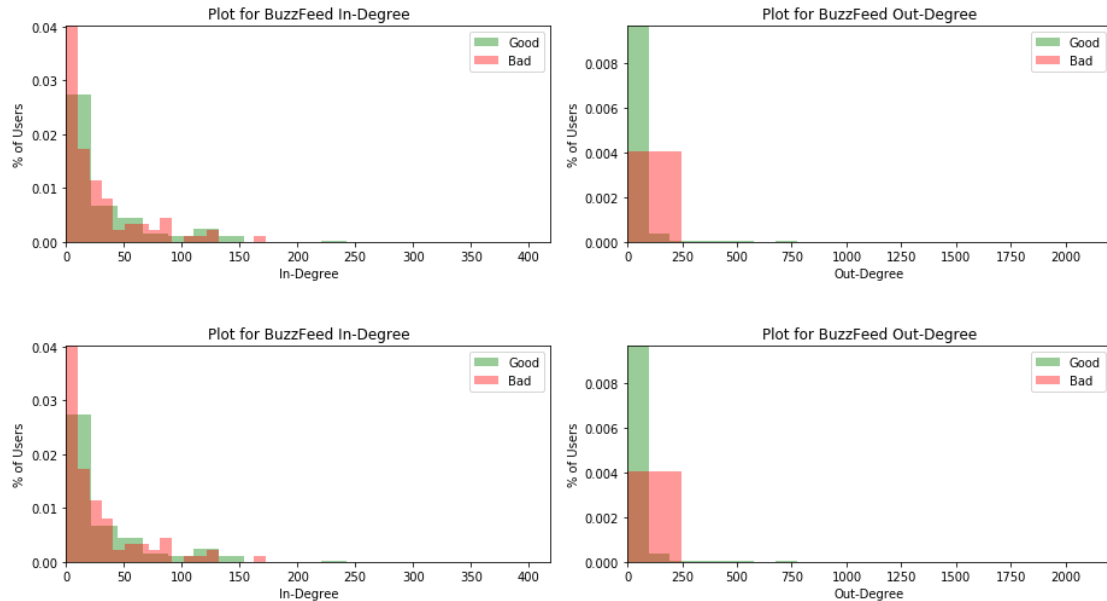 Plot for BuzzFeed In-Degree
0.04
0.03
0.02
0.01
0.00
% of Users
Good
Bad
0 50 100 150 200 250 300 350 400
In-Degree
Plot for BuzzFeed Out-Degree
0.008
0.006
0.004
0.002
0.000
% of Users
Good
Bad
0 250 500 750 1000 1250 1500 1750 2000
Out-Degree
Plot for BuzzFeed In-Degree
0.04
0.03
0.02
0.01
0.00
% of Users
Good
Bad
0 50 100 150 200 250 300 350 400
In-Degree
Plot for BuzzFeed Out-Degree
0.008
0.006
0.004
0.002
0.000
% of Users
Good
Bad
0 250 500 750 1000 1250 1500 1750 2000
Out-Degree